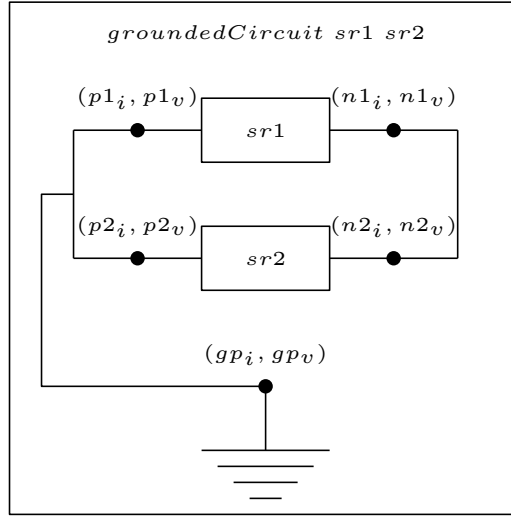 groundedCircuit sr1 sr2
(p1ᵢ, p1ᵥ) (n1ᵢ, n1ᵥ)
sr1
(p2ᵢ, p2ᵥ) (n2ᵢ, n2ᵥ)
sr2
(gpᵢ, gpᵥ)